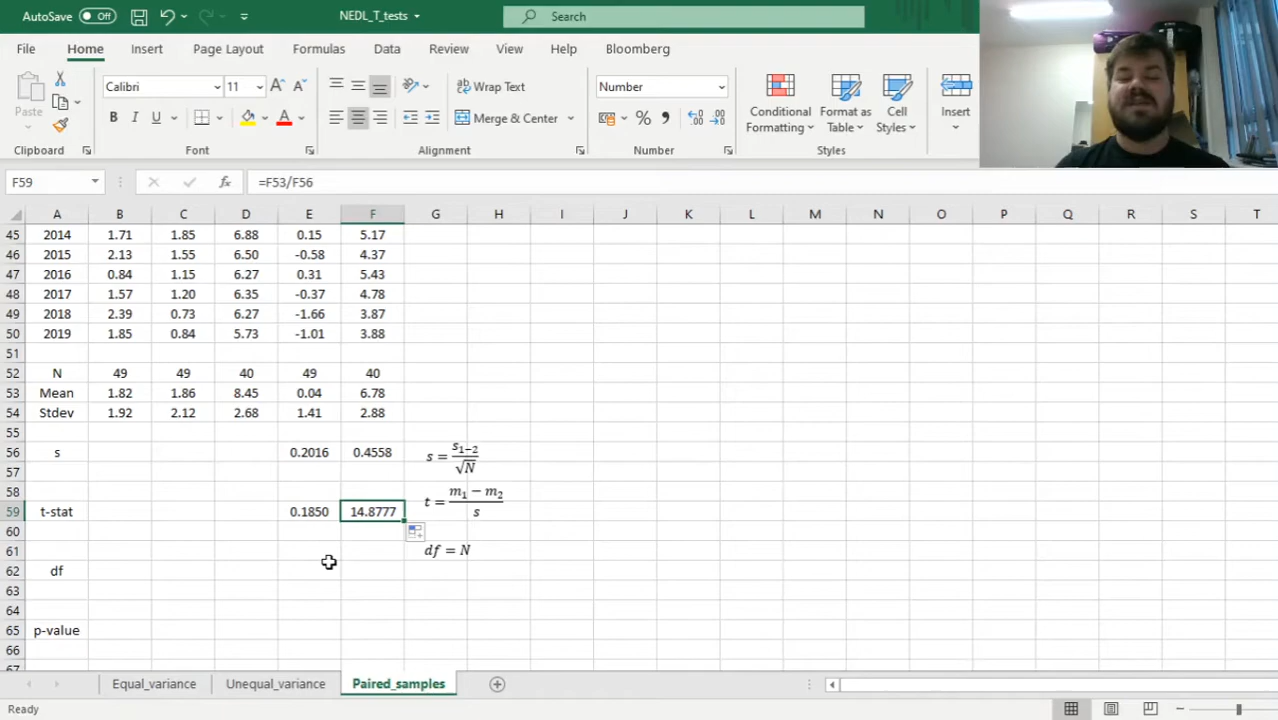 AutoSave Off NEDL_T_tests Search
File Home Insert Page Layout Formulas Data Review View Help Bloomberg
Paste Calibri 11 A A Wrap Text Number Conditional Formatting Format as Table Cell Styles Insert
B I U A Merge & Center % 9
Clipboard Font Alignment Number Styles
F59 fx =F53/F56
A B C D E F G H I J K L M N O P Q R S T
45 2014 1.71 1.85 6.88 0.15 5.17
46 2015 2.13 1.55 6.50 -0.58 4.37
47 2016 0.84 1.15 6.27 0.31 5.43
48 2017 1.57 1.20 6.35 -0.37 4.78
49 2018 2.39 0.73 6.27 -1.66 3.87
50 2019 1.85 0.84 5.73 -1.01 3.88
51
52 N 49 49 40 49 40
53 Mean 1.82 1.86 8.45 0.04 6.78
54 Stdev 1.92 2.12 2.68 1.41 2.88
55
56 s 0.2016 0.4558 s = s₁₋₂ / √N
57
58
59 t-stat 0.1850 14.8777 t = m₁ − m₂ / s
60
61 df = N
62 df
63
64
65 p-value
66
67
Equal_variance Unequal_variance Paired_samples
Ready